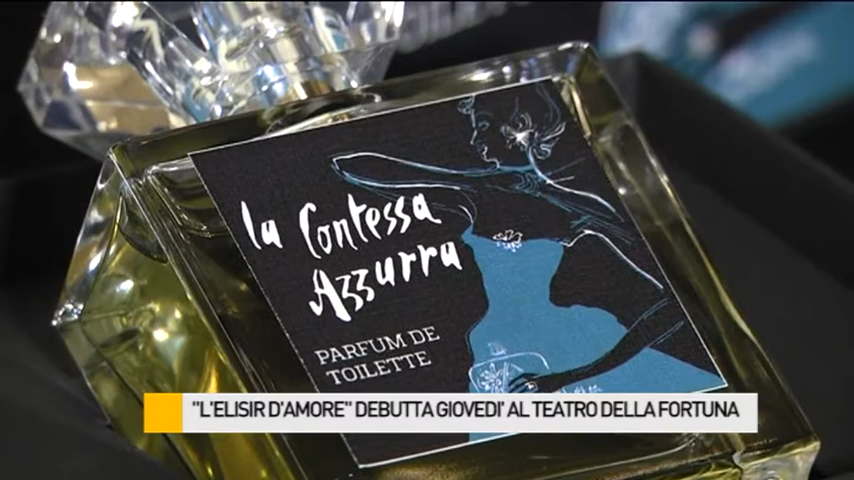 la Contessa
Azzurra
PARFUM DE
TOILETTE
"L'ELISIR D'AMORE" DEBUTTA GIOVEDI' AL TEATRO DELLA FORTUNA